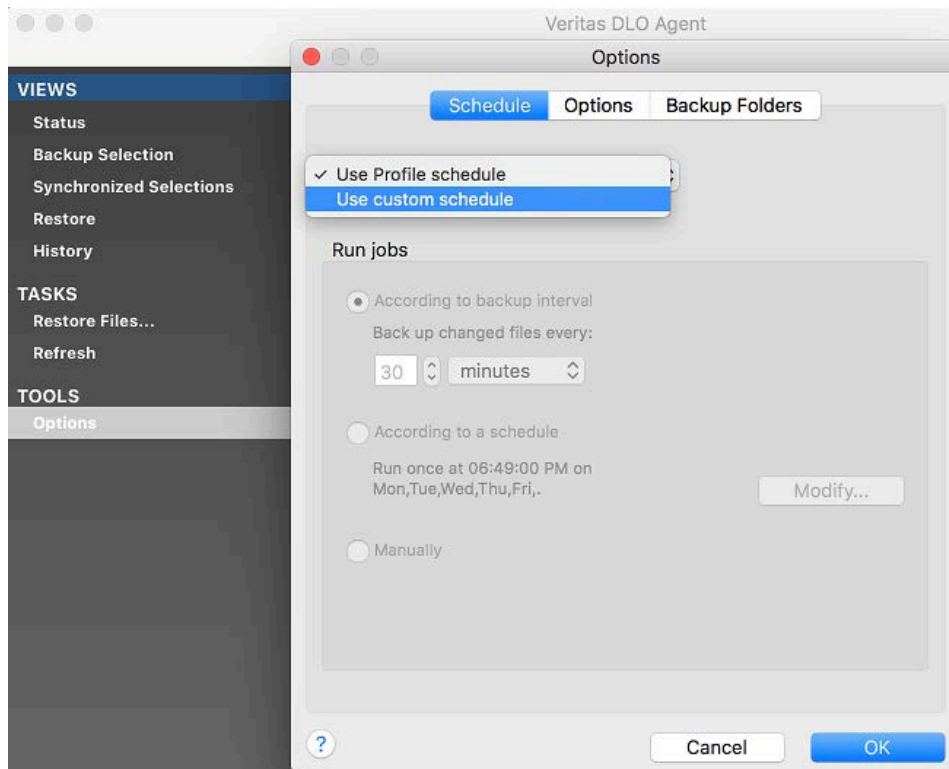 Veritas DLO Agent
Options
VIEWS
Status
Backup Selection
Synchronized Selections
Restore
History
TASKS
Restore Files...
Refresh
TOOLS
Options
Schedule Options Backup Folders
✓ Use Profile schedule
Use custom schedule
Run jobs
According to backup interval
Back up changed files every:
30 minutes
According to a schedule
Run once at 06:49:00 PM on
Mon,Tue,Wed,Thu,Fri,.
Modify...
Manually
?
Cancel OK